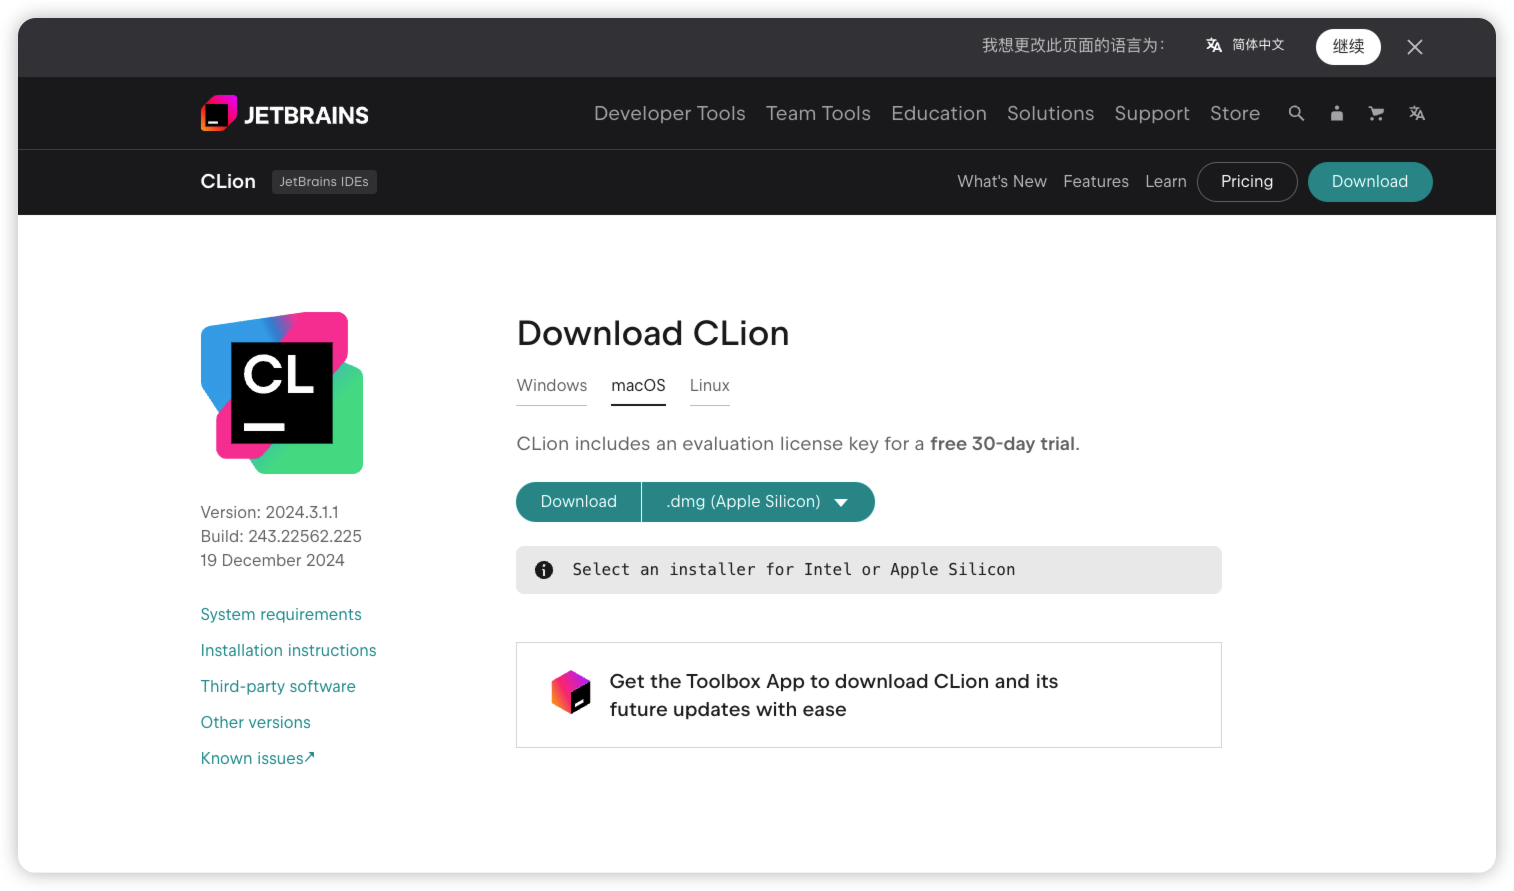 我想更改此页面的语言为：
简体中文
继续
JETBRAINS
Developer Tools
Team Tools
Education
Solutions
Support
Store
CLion
JetBrains IDEs
What's New
Features
Learn
Pricing
Download
CL
Version: 2024.3.1.1
Build: 243.22562.225
19 December 2024
System requirements
Installation instructions
Third-party software
Other versions
Known issues↗
Download CLion
Windows
macOS
Linux
CLion includes an evaluation license key for a free 30-day trial.
Download
.dmg (Apple Silicon)
Select an installer for Intel or Apple Silicon
Get the Toolbox App to download CLion and its
future updates with ease